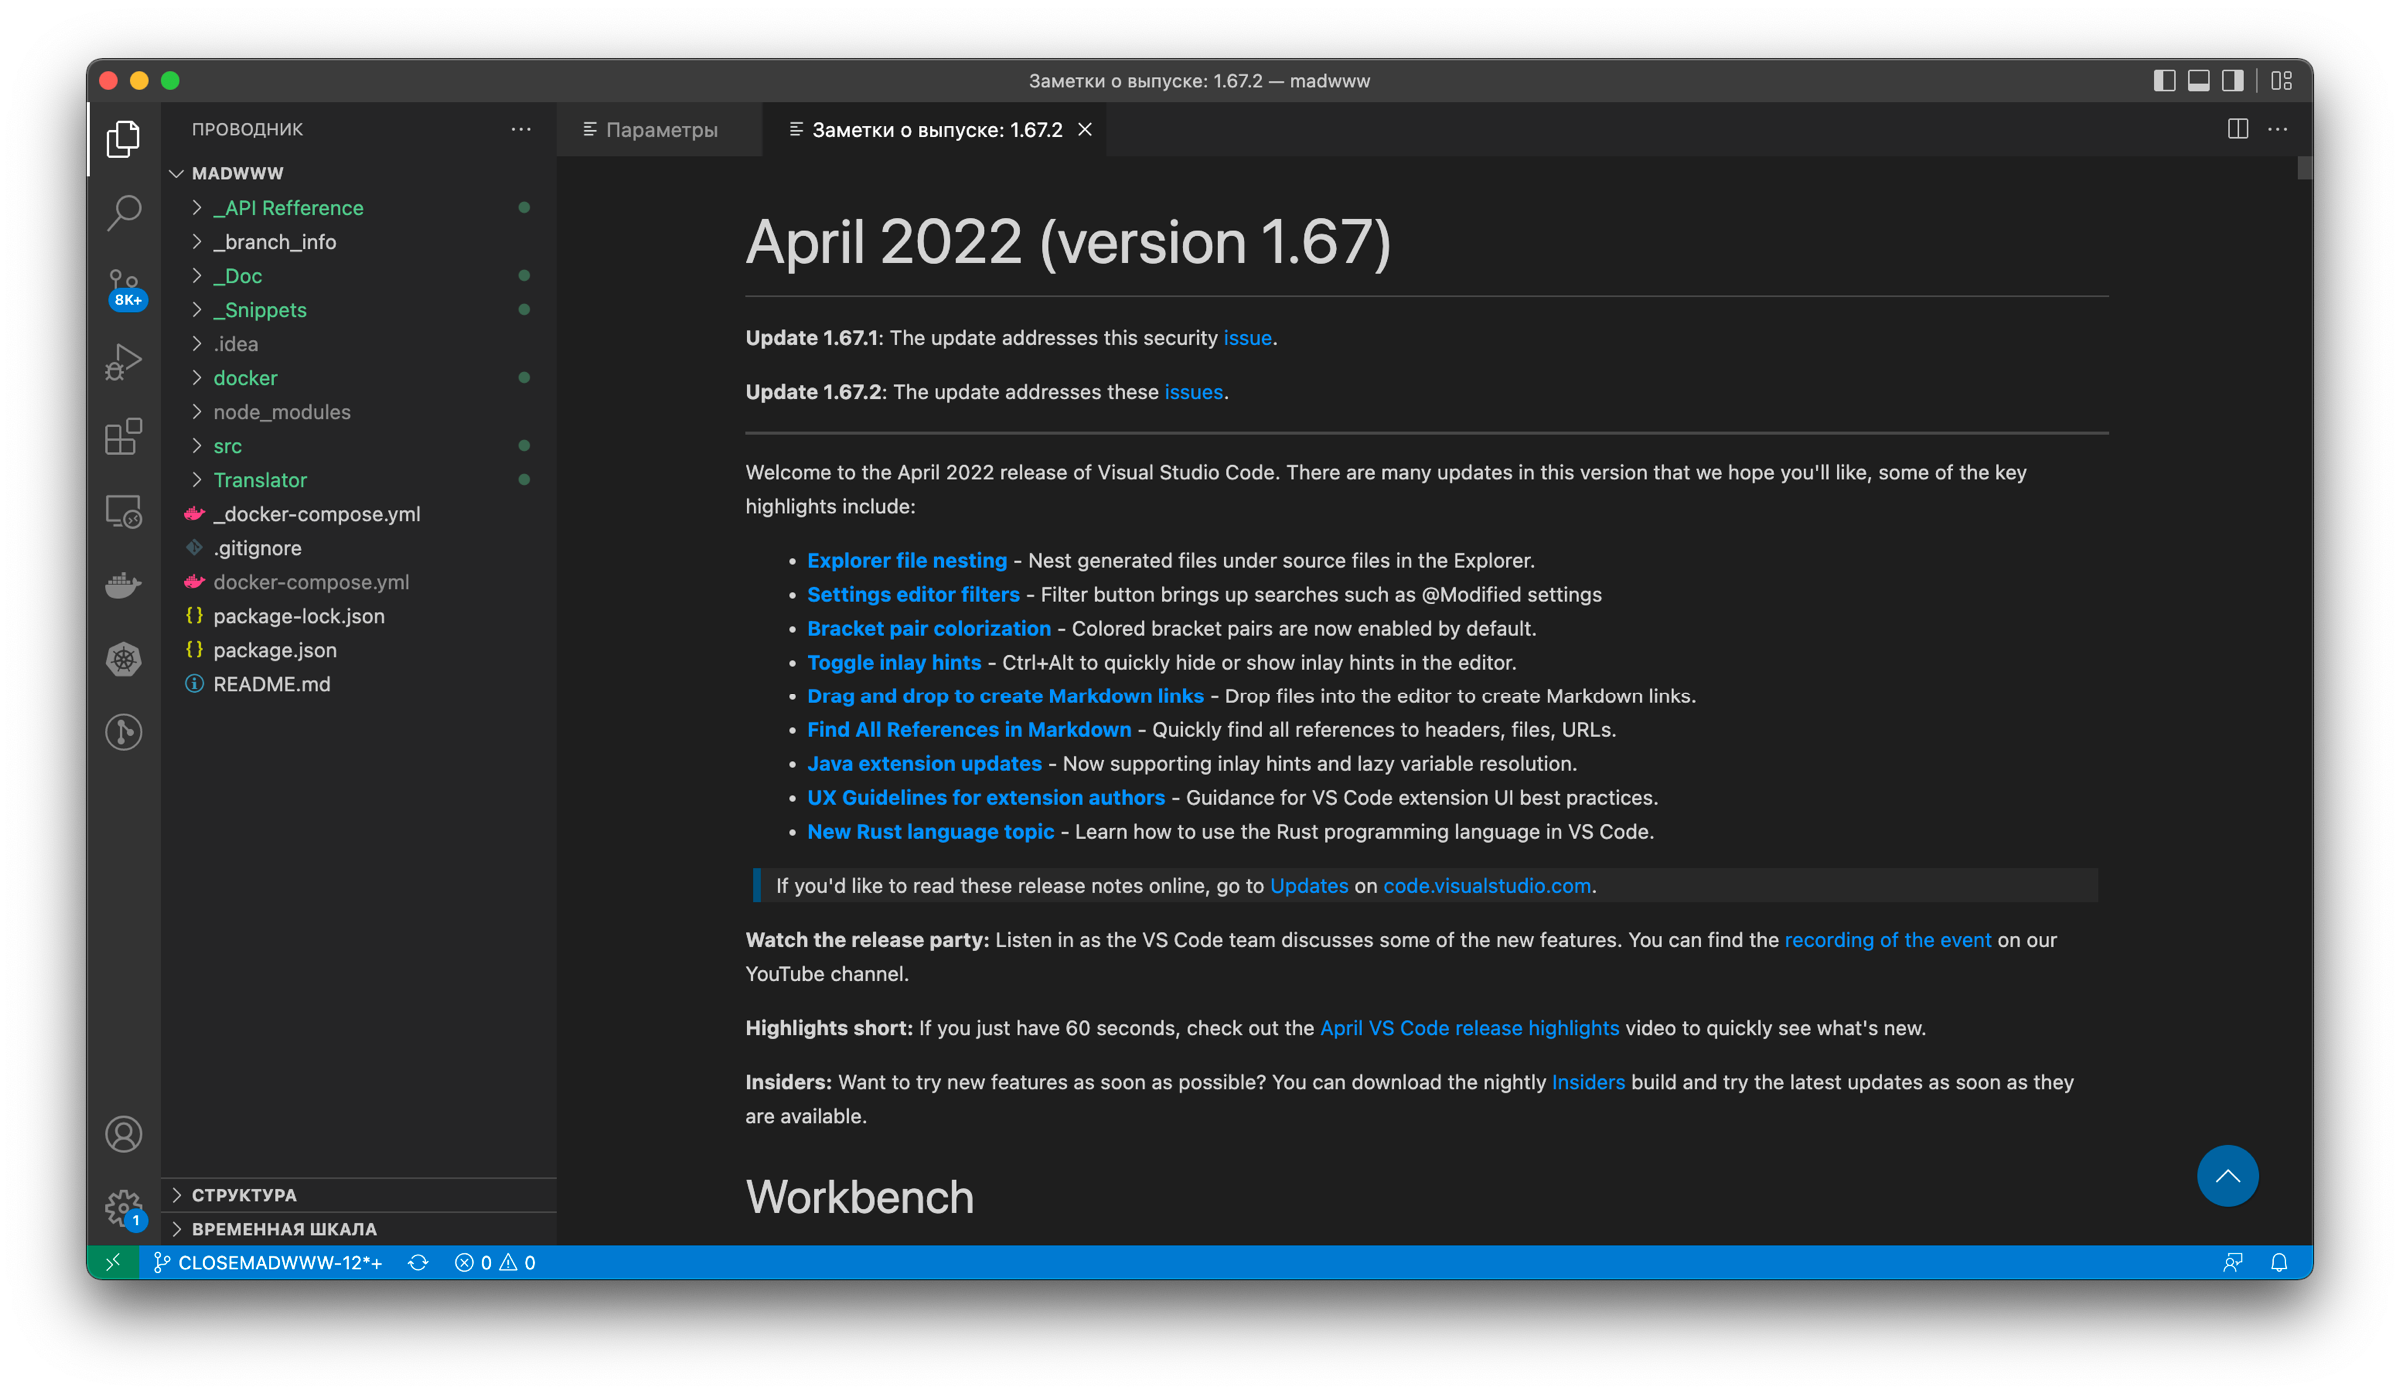 Заметки о выпуске: 1.67.2 — madwww
ПРОВОДНИК
Параметры
Заметки о выпуске: 1.67.2
MADWWW
_API Refference
_branch_info
_Doc
_Snippets
.idea
docker
node_modules
src
Translator
_docker-compose.yml
.gitignore
docker-compose.yml
package-lock.json
package.json
README.md
8K+
April 2022 (version 1.67)
Update 1.67.1: The update addresses this security issue.
Update 1.67.2: The update addresses these issues.
Welcome to the April 2022 release of Visual Studio Code. There are many updates in this version that we hope you'll like, some of the key
highlights include:
• Explorer file nesting - Nest generated files under source files in the Explorer.
• Settings editor filters - Filter button brings up searches such as @Modified settings
• Bracket pair colorization - Colored bracket pairs are now enabled by default.
• Toggle inlay hints - Ctrl+Alt to quickly hide or show inlay hints in the editor.
• Drag and drop to create Markdown links - Drop files into the editor to create Markdown links.
• Find All References in Markdown - Quickly find all references to headers, files, URLs.
• Java extension updates - Now supporting inlay hints and lazy variable resolution.
• UX Guidelines for extension authors - Guidance for VS Code extension UI best practices.
• New Rust language topic - Learn how to use the Rust programming language in VS Code.
If you'd like to read these release notes online, go to Updates on code.visualstudio.com.
Watch the release party: Listen in as the VS Code team discusses some of the new features. You can find the recording of the event on our
YouTube channel.
Highlights short: If you just have 60 seconds, check out the April VS Code release highlights video to quickly see what's new.
Insiders: Want to try new features as soon as possible? You can download the nightly Insiders build and try the latest updates as soon as they
are available.
Workbench
СТРУКТУРА
ВРЕМЕННАЯ ШКАЛА
1
CLOSEMADWWW-12*+
0
0